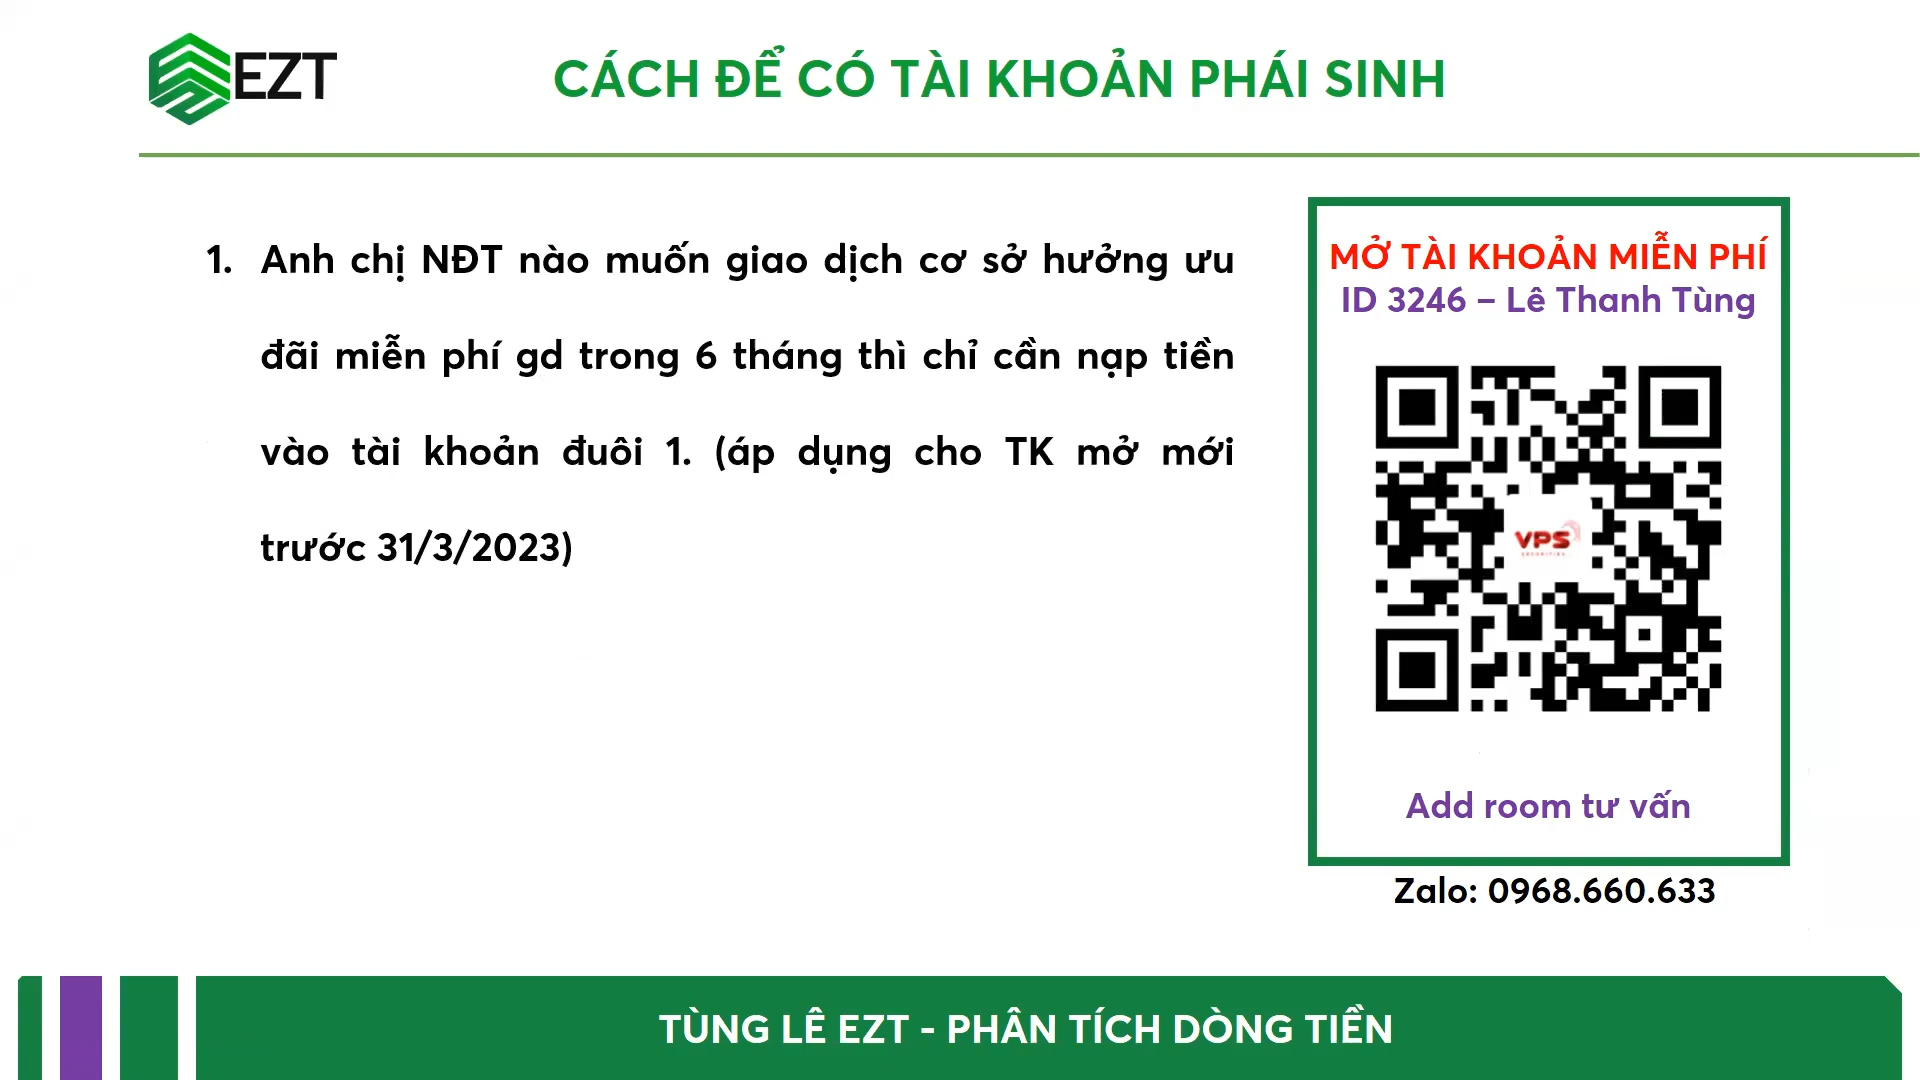 EZT
CÁCH ĐỂ CÓ TÀI KHOẢN PHÁI SINH
1. Anh chị NĐT nào muốn giao dịch cơ sở hưởng ưu
đãi miễn phí gd trong 6 tháng thì chỉ cần nạp tiền
vào tài khoản đuôi 1. (áp dụng cho TK mở mới
trước 31/3/2023)
MỞ TÀI KHOẢN MIỄN PHÍ
ID 3246 – Lê Thanh Tùng
VPS
SECURITIES
Add room tư vấn
Zalo: 0968.660.633
TÙNG LÊ EZT - PHÂN TÍCH DÒNG TIỀN